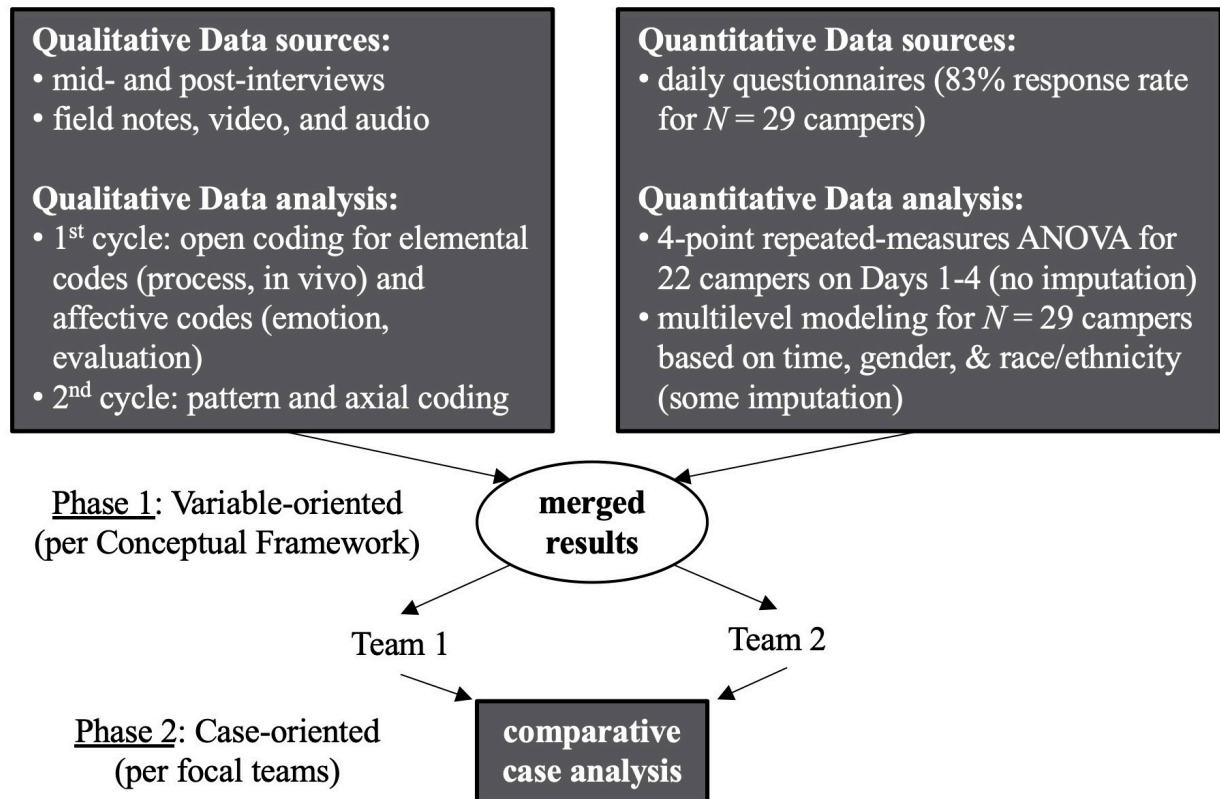 Qualitative Data sources:
• mid- and post-interviews
• field notes, video, and audio
Qualitative Data analysis:
• 1st cycle: open coding for elemental
codes (process, in vivo) and
affective codes (emotion,
evaluation)
• 2nd cycle: pattern and axial coding
Quantitative Data sources:
• daily questionnaires (83% response rate
for N = 29 campers)
Quantitative Data analysis:
• 4-point repeated-measures ANOVA for
22 campers on Days 1-4 (no imputation)
• multilevel modeling for N = 29 campers
based on time, gender, & race/ethnicity
(some imputation)
Phase 1: Variable-oriented
(per Conceptual Framework)
merged
results
Team 1
Team 2
Phase 2: Case-oriented
(per focal teams)
comparative
case analysis